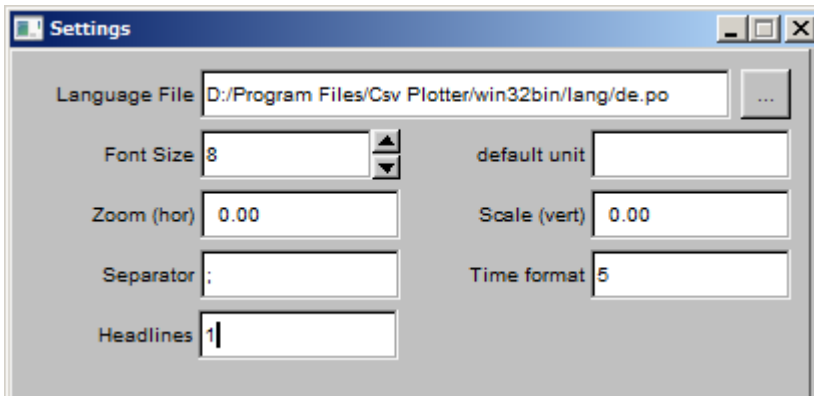 Settings
Language File D:/Program Files/Csv Plotter/win32bin/lang/de.po ...
Font Size 8 default unit
Zoom (hor) 0.00 Scale (vert) 0.00
Separator ; Time format 5
Headlines 1